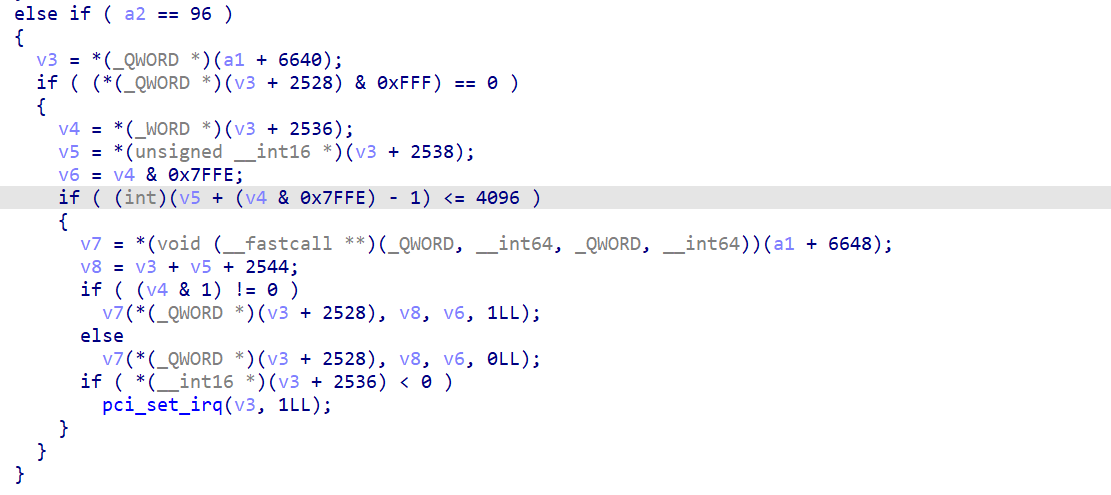 }
else if ( a2 == 96 )
{
v3 = *(_QWORD *)(a1 + 6640);
if ( (*(_QWORD *)(v3 + 2528) & 0xFFF) == 0 )
{
v4 = *(_WORD *)(v3 + 2536);
v5 = *(unsigned __int16 *)(v3 + 2538);
v6 = v4 & 0x7FFE;
if ( (int)(v5 + (v4 & 0x7FFE) - 1) <= 4096 )
{
v7 = *(void (__fastcall **)(_QWORD, __int64, _QWORD, __int64))(a1 + 6648);
v8 = v3 + v5 + 2544;
if ( (v4 & 1) != 0 )
v7(*(_QWORD *)(v3 + 2528), v8, v6, 1LL);
else
v7(*(_QWORD *)(v3 + 2528), v8, v6, 0LL);
if ( *(__int16 *)(v3 + 2536) < 0 )
pci_set_irq(v3, 1LL);
}
}
}